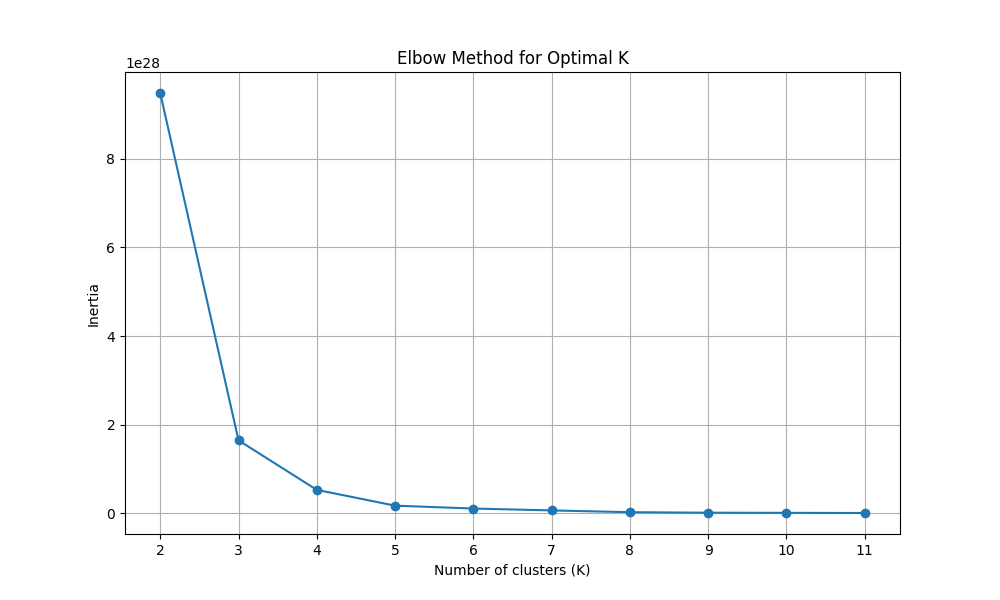 Elbow Method for Optimal K
1e28
8
6
4
2
0
Inertia
2 3 4 5 6 7 8 9 10 11
Number of clusters (K)